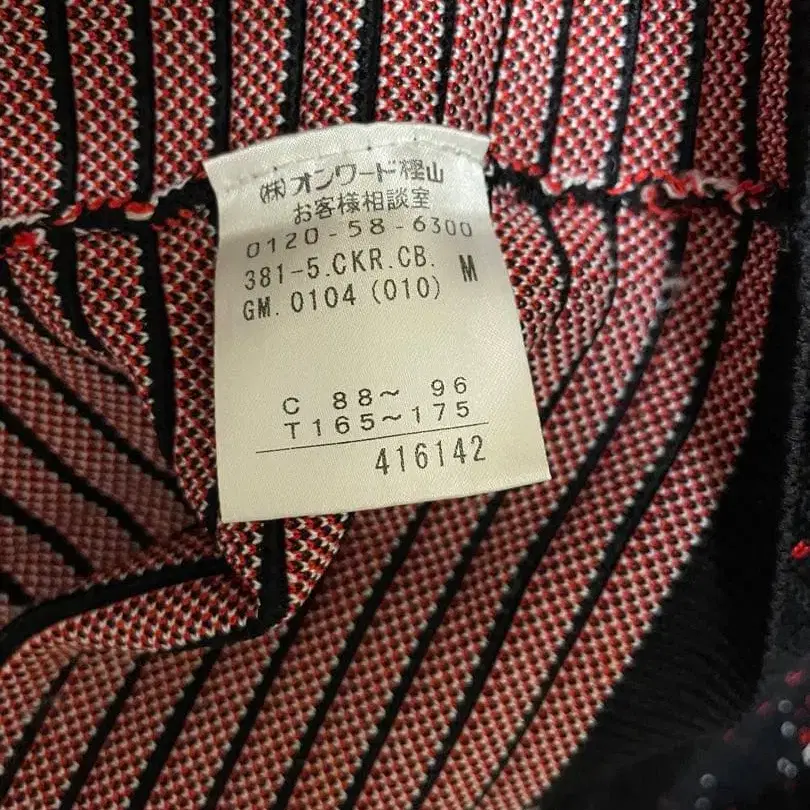 (株)オンワード樫山
お客様相談室
0120-58-6300
381-5.CKR.CB. M
GM.0104(010)
C 88~ 96
T165~175
416142